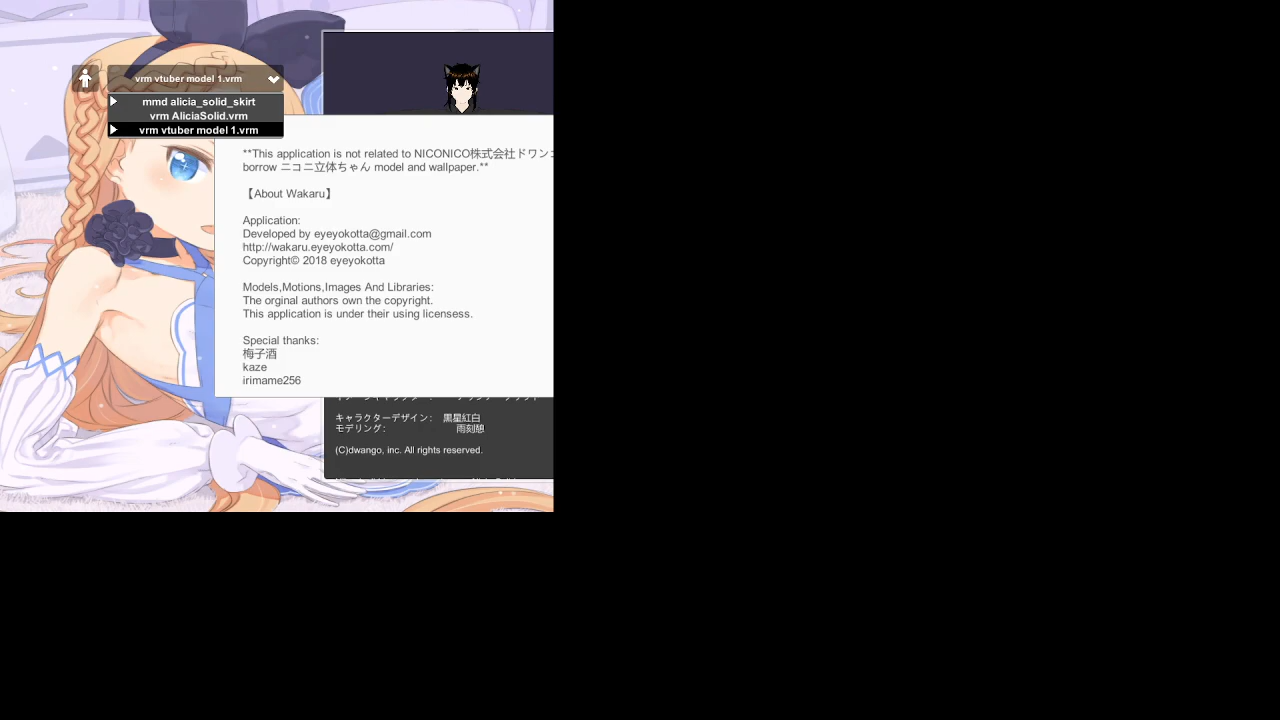 vrm vtuber model 1.vrm
mmd alicia_solid_skirt
vrm AliciaSolid.vrm
vrm vtuber model 1.vrm
**This application is not related to NICONICO株式会社ドワンゴ
borrow ニコニ立体ちゃん model and wallpaper.**
【About Wakaru】
Application:
Developed by eyeyokotta@gmail.com
http://wakaru.eyeyokotta.com/
Copyright© 2018 eyeyokotta
Models,Motions,Images And Libraries:
The orginal authors own the copyright.
This application is under their using licensess.
Special thanks:
梅子酒
kaze
irimame256
キャラクターデザイン: 黒星紅白
モデリング: 雨刻憩
(C)dwango, inc. All rights reserved.